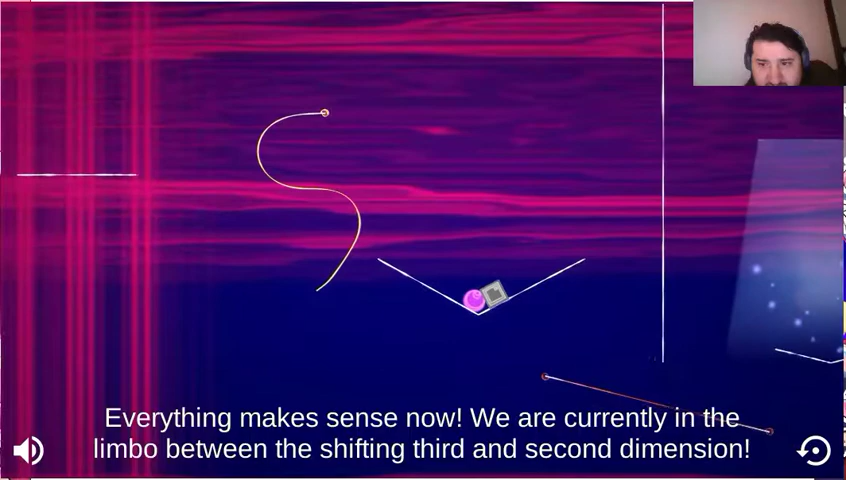 Everything makes sense now! We are currently in the
limbo between the shifting third and second dimension!